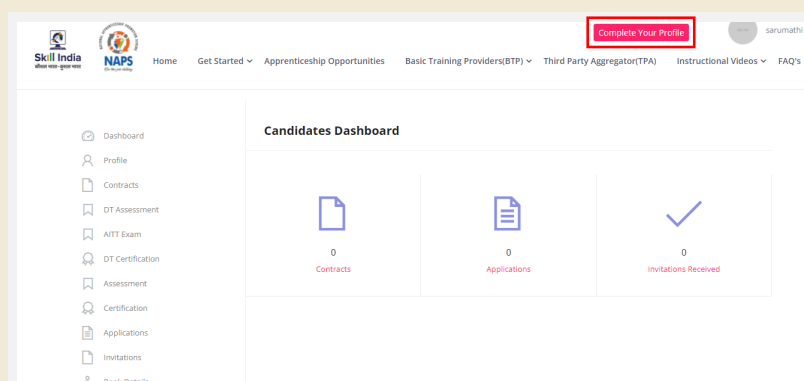 Complete Your Profile
sarumathi
Skill India
कौशल भारत-कुशल भारत
NAPS
Home
Get Started
Apprenticeship Opportunities
Basic Training Providers(BTP)
Third Party Aggregator(TPA)
Instructional Videos
FAQ's
Candidates Dashboard
Dashboard
Profile
Contracts
DT Assessment
AITT Exam
DT Certification
Assessment
Certification
Applications
Invitations
Bank Details
0
Contracts
0
Applications
0
Invitations Received